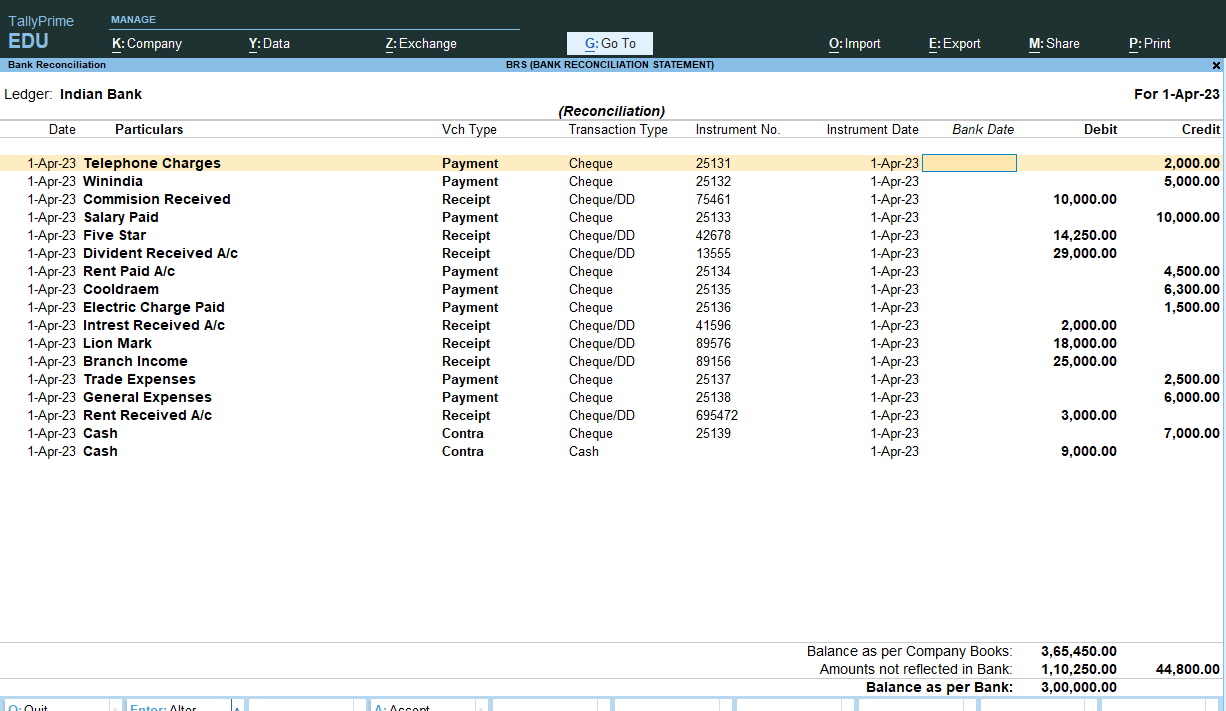 TallyPrime
EDU
MANAGE
K: Company Y: Data Z: Exchange G: Go To O: Import E: Export M: Share P: Print
Bank Reconciliation BRS (BANK RECONCILIATION STATEMENT) ×
Ledger: Indian Bank For 1-Apr-23
(Reconciliation)
Date Particulars Vch Type Transaction Type Instrument No. Instrument Date Bank Date Debit Credit
1-Apr-23 Telephone Charges Payment Cheque 25131 1-Apr-23 2,000.00
1-Apr-23 Winindia Payment Cheque 25132 1-Apr-23 5,000.00
1-Apr-23 Commision Received Receipt Cheque/DD 75461 1-Apr-23 10,000.00
1-Apr-23 Salary Paid Payment Cheque 25133 1-Apr-23 10,000.00
1-Apr-23 Five Star Receipt Cheque/DD 42678 1-Apr-23 14,250.00
1-Apr-23 Divident Received A/c Receipt Cheque/DD 13555 1-Apr-23 29,000.00
1-Apr-23 Rent Paid A/c Payment Cheque 25134 1-Apr-23 4,500.00
1-Apr-23 Cooldraem Payment Cheque 25135 1-Apr-23 6,300.00
1-Apr-23 Electric Charge Paid Payment Cheque 25136 1-Apr-23 1,500.00
1-Apr-23 Intrest Received A/c Receipt Cheque/DD 41596 1-Apr-23 2,000.00
1-Apr-23 Lion Mark Receipt Cheque/DD 89576 1-Apr-23 18,000.00
1-Apr-23 Branch Income Receipt Cheque/DD 89156 1-Apr-23 25,000.00
1-Apr-23 Trade Expenses Payment Cheque 25137 1-Apr-23 2,500.00
1-Apr-23 General Expenses Payment Cheque 25138 1-Apr-23 6,000.00
1-Apr-23 Rent Received A/c Receipt Cheque/DD 695472 1-Apr-23 3,000.00
1-Apr-23 Cash Contra Cheque 25139 1-Apr-23 7,000.00
1-Apr-23 Cash Contra Cash 1-Apr-23 9,000.00
Balance as per Company Books: 3,65,450.00
Amounts not reflected in Bank: 1,10,250.00 44,800.00
Balance as per Bank: 3,00,000.00
Q: Quit Enter: Alter A: Accept